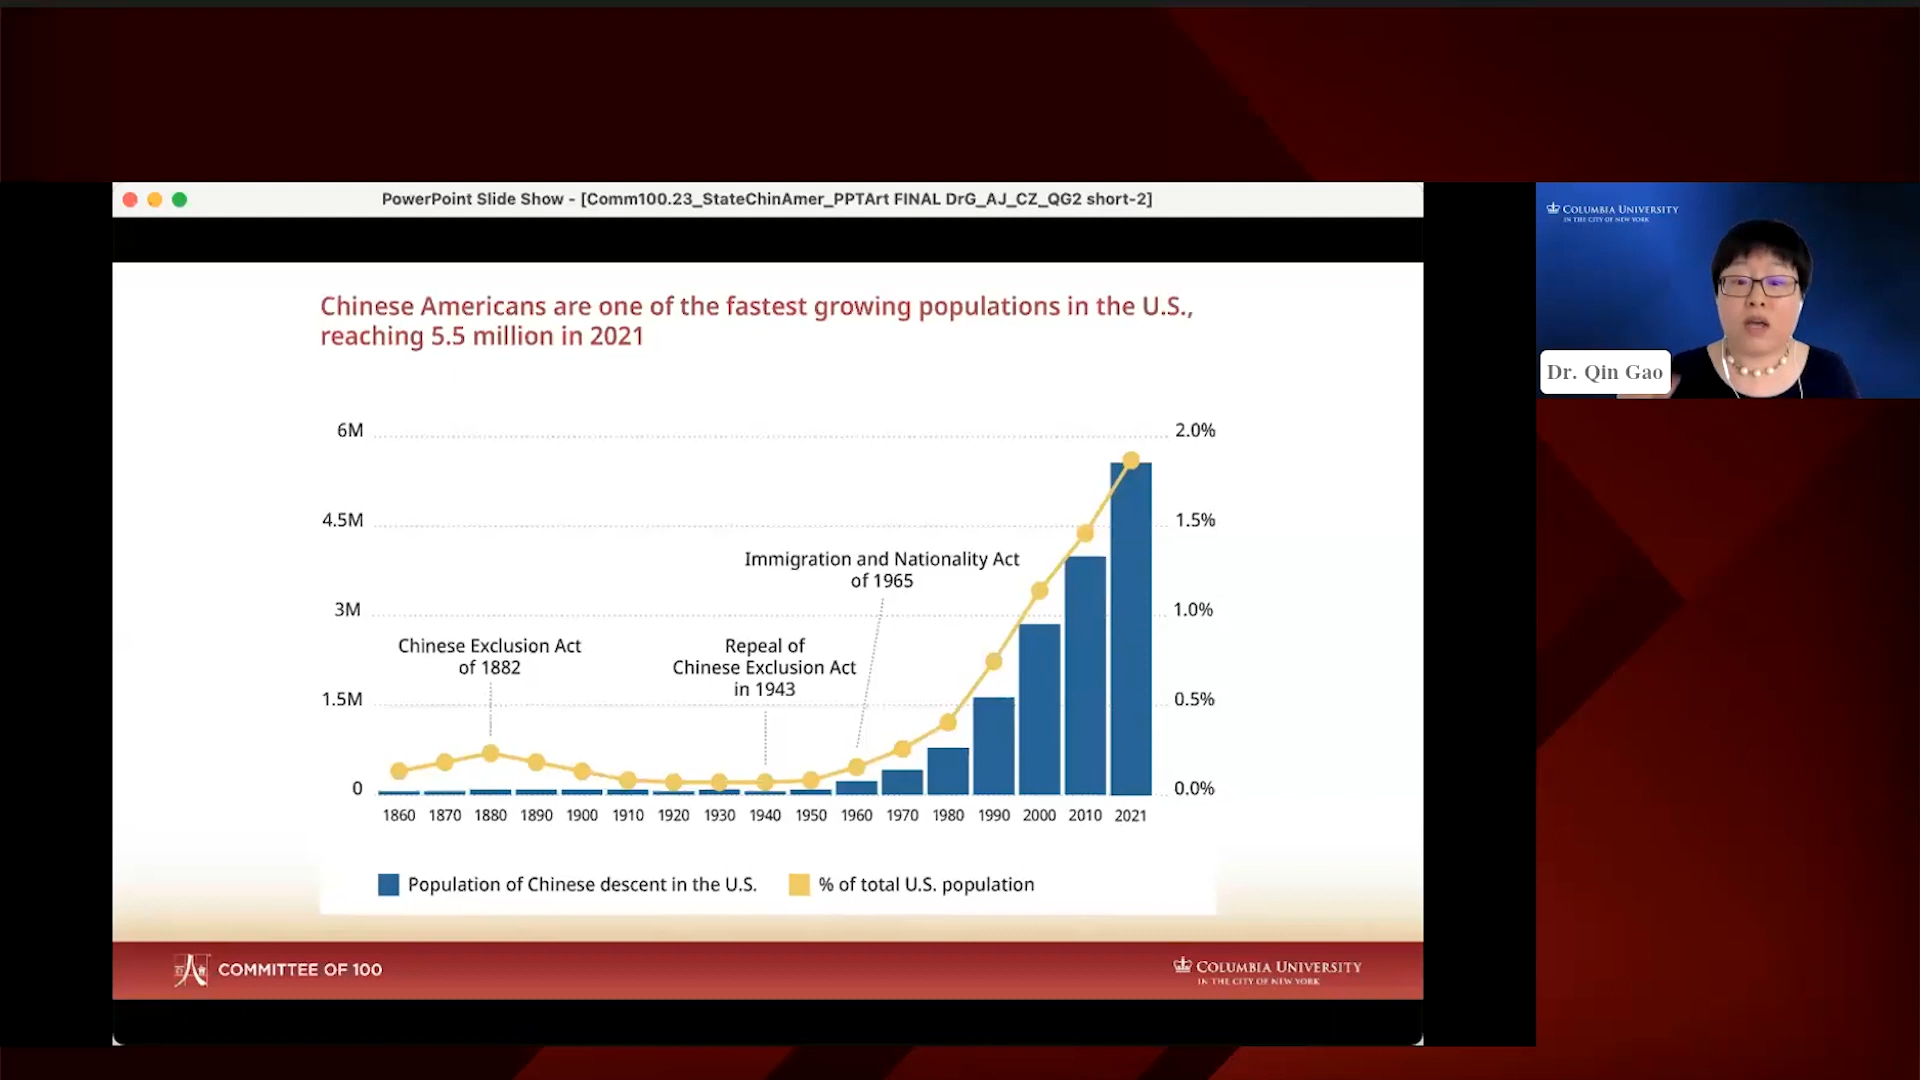 PowerPoint Slide Show - [Comm100.23_StateChinAmer_PPTArt FINAL DrG_AJ_CZ_QG2 short-2]
COLUMBIA UNIVERSITY
IN THE CITY OF NEW YORK
Dr. Qin Gao
Chinese Americans are one of the fastest growing populations in the U.S.,
reaching 5.5 million in 2021
6M
2.0%
4.5M
1.5%
Immigration and Nationality Act
of 1965
3M
1.0%
Chinese Exclusion Act
of 1882
Repeal of
Chinese Exclusion Act
in 1943
1.5M
0.5%
0
0.0%
1860 1870 1880 1890 1900 1910 1920 1930 1940 1950 1960 1970 1980 1990 2000 2010 2021
Population of Chinese descent in the U.S.
% of total U.S. population
COMMITTEE OF 100
COLUMBIA UNIVERSITY
IN THE CITY OF NEW YORK